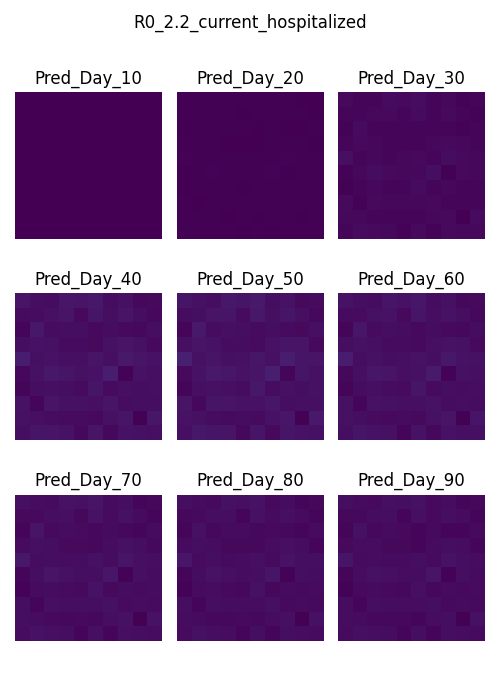 R0_2.2_current_hospitalized
Pred_Day_10 Pred_Day_20 Pred_Day_30
Pred_Day_40 Pred_Day_50 Pred_Day_60
Pred_Day_70 Pred_Day_80 Pred_Day_90